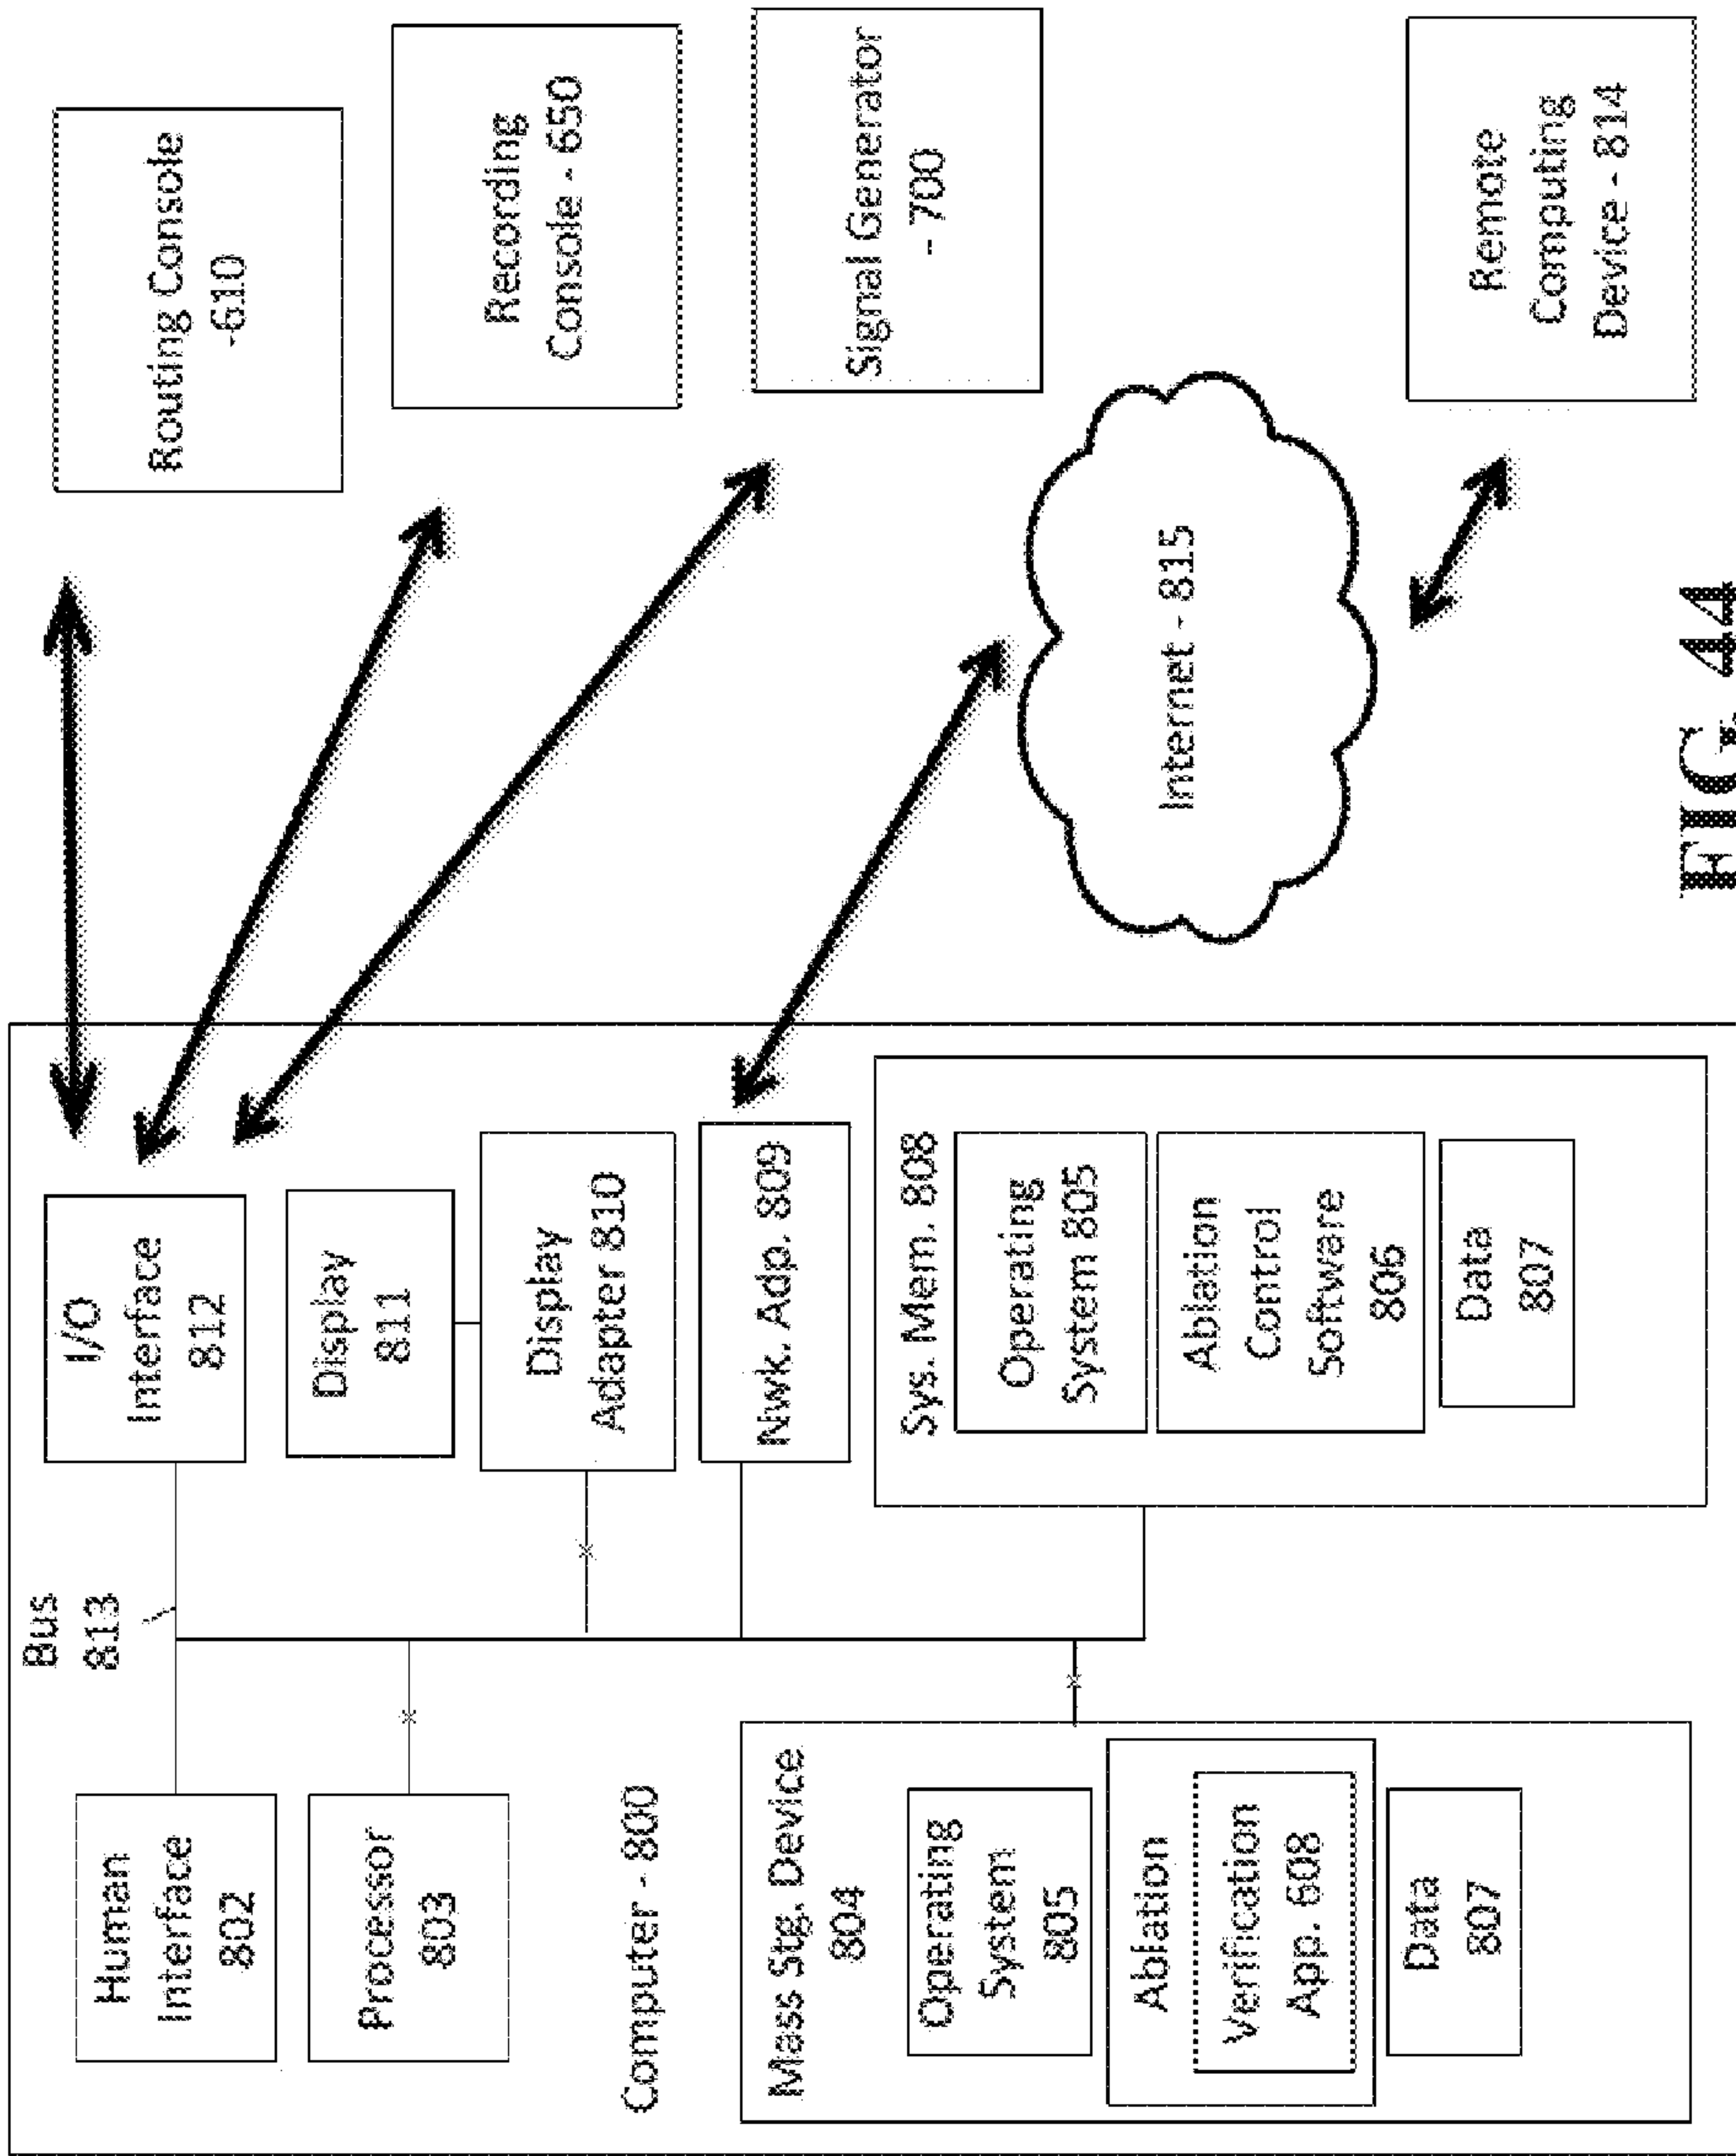 Human
Interface
802
Processor
803
Computer - 800
Mass Stg. Device
804
Operating
System
805
Ablation
Verification
App. 608
Data
807
Bus
813
I/O
Interface
812
Display
811
Display
Adapter 810
Nwk. Adp. 809
Sys. Mem. 808
Operating
System 805
Ablation
Control
Software
806
Data
807
Routing Console
-610
Recording
Console - 650
Signal Generator
- 700
Internet - 815
Remote
Computing
Device - 814
FIG. 44